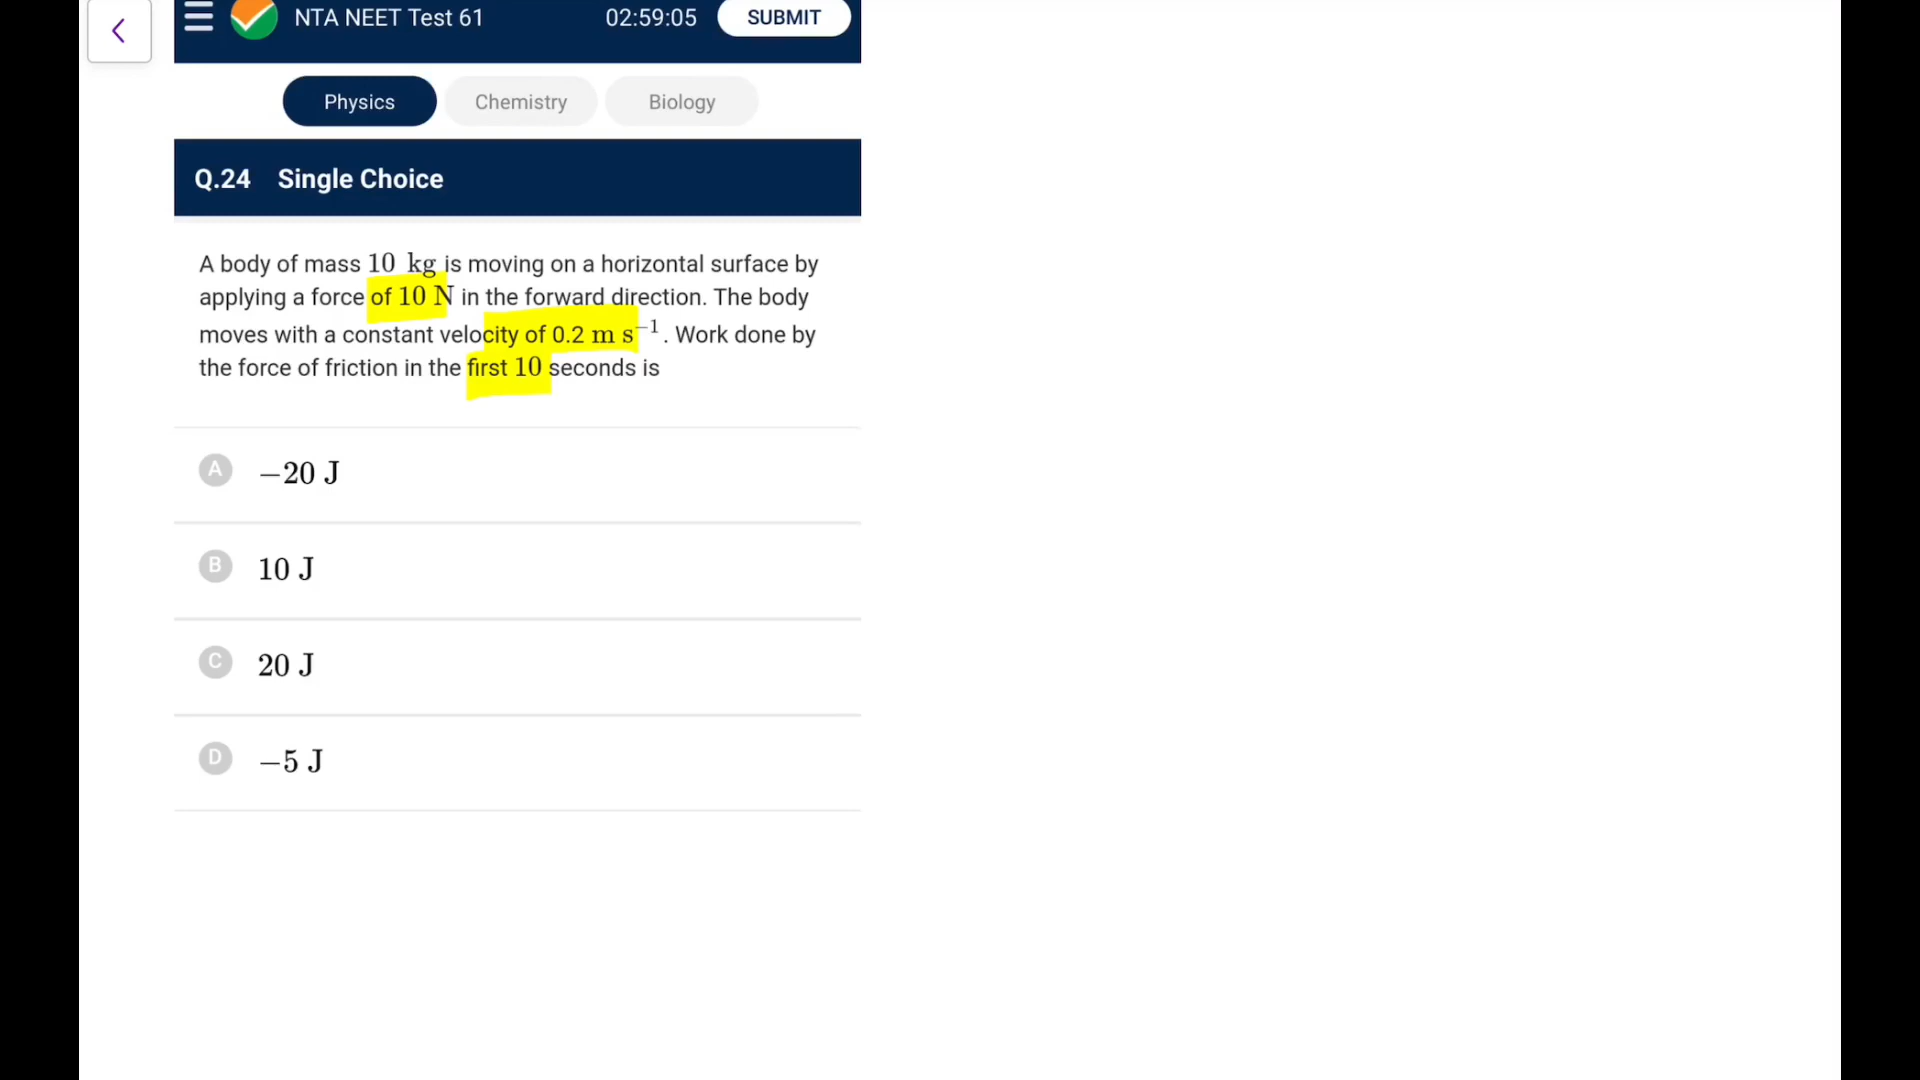 NTA NEET Test 61 02:59:05 SUBMIT
Physics Chemistry Biology
Q.24 Single Choice
A body of mass 10 kg is moving on a horizontal surface by
applying a force of 10 N in the forward direction. The body
moves with a constant velocity of 0.2 m s⁻¹. Work done by
the force of friction in the first 10 seconds is
A −20 J
B 10 J
C 20 J
D −5 J